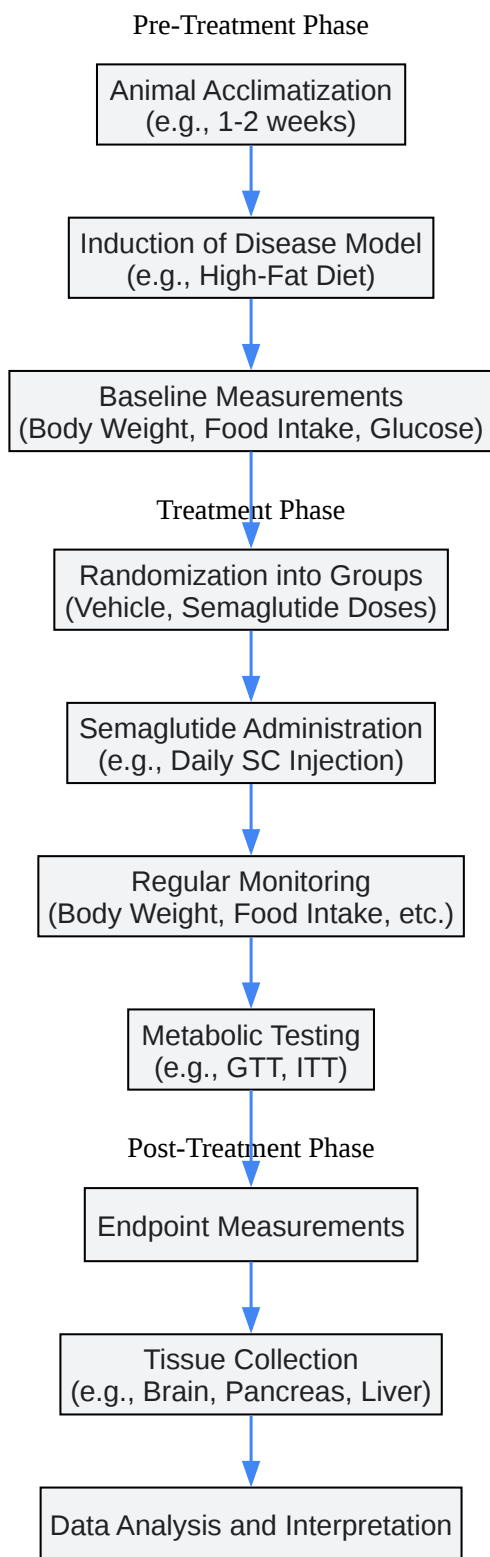 Pre-Treatment Phase
Animal Acclimatization
(e.g., 1-2 weeks)
Induction of Disease Model
(e.g., High-Fat Diet)
Baseline Measurements
(Body Weight, Food Intake, Glucose)
Treatment Phase
Randomization into Groups
(Vehicle, Semaglutide Doses)
Semaglutide Administration
(e.g., Daily SC Injection)
Regular Monitoring
(Body Weight, Food Intake, etc.)
Metabolic Testing
(e.g., GTT, ITT)
Post-Treatment Phase
Endpoint Measurements
Tissue Collection
(e.g., Brain, Pancreas, Liver)
Data Analysis and Interpretation